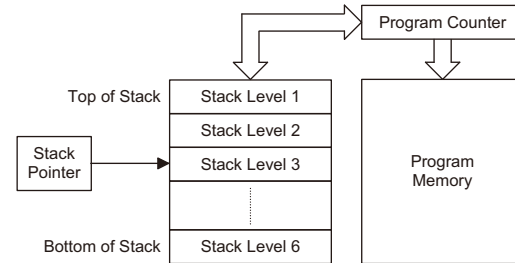 Program Counter
Top of Stack
Stack Level 1
Stack Level 2
Stack
Pointer
Stack Level 3
Program
Memory
Bottom of Stack
Stack Level 6